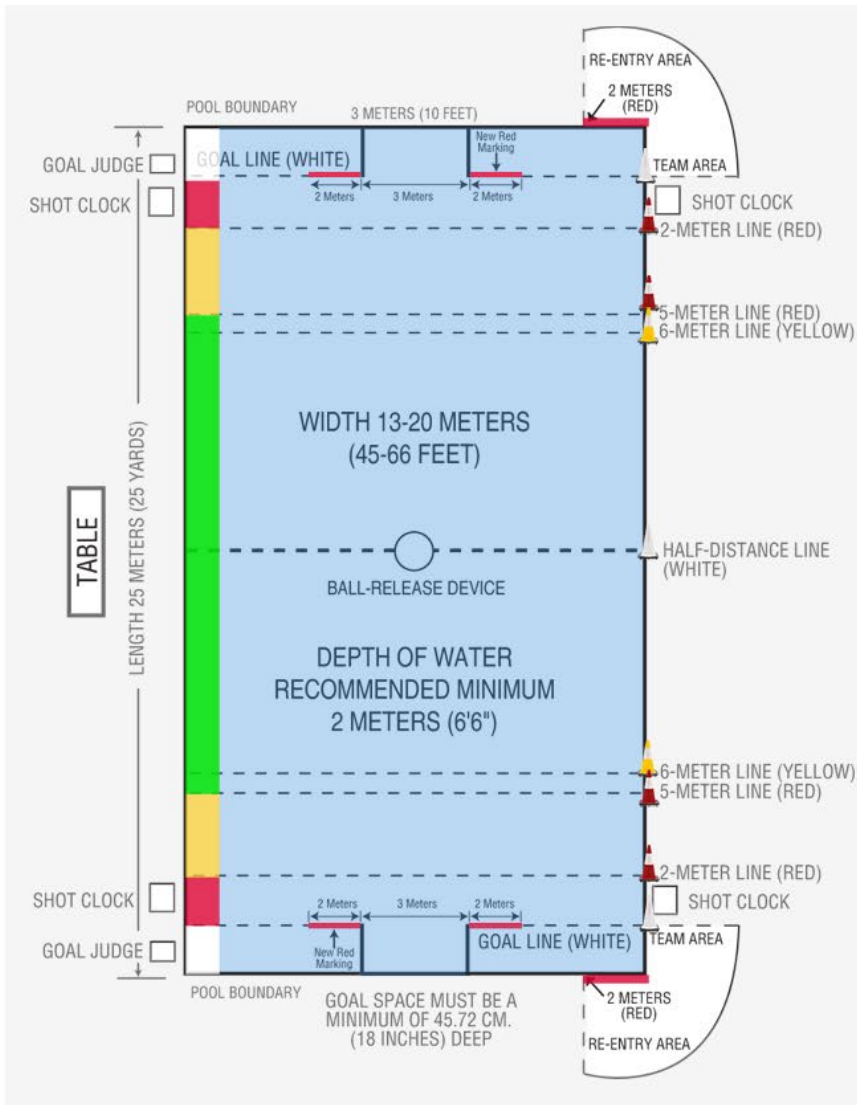 RE-ENTRY AREA
2 METERS
(RED)
POOL BOUNDARY
3 METERS (10 FEET)
New Red
Marking
GOAL JUDGE
GOAL LINE (WHITE)
TEAM AREA
2 Meters
3 Meters
2 Meters
SHOT CLOCK
SHOT CLOCK
2-METER LINE (RED)
5-METER LINE (RED)
6-METER LINE (YELLOW)
WIDTH 13-20 METERS
(45-66 FEET)
TABLE
LENGTH 25 METERS (25 YARDS)
HALF-DISTANCE LINE
(WHITE)
BALL-RELEASE DEVICE
DEPTH OF WATER
RECOMMENDED MINIMUM
2 METERS (6'6")
6-METER LINE (YELLOW)
5-METER LINE (RED)
2-METER LINE (RED)
SHOT CLOCK
2 Meters
3 Meters
2 Meters
SHOT CLOCK
GOAL JUDGE
New Red
Marking
GOAL LINE (WHITE)
TEAM AREA
POOL BOUNDARY
GOAL SPACE MUST BE A
MINIMUM OF 45.72 CM.
(18 INCHES) DEEP
2 METERS
(RED)
RE-ENTRY AREA